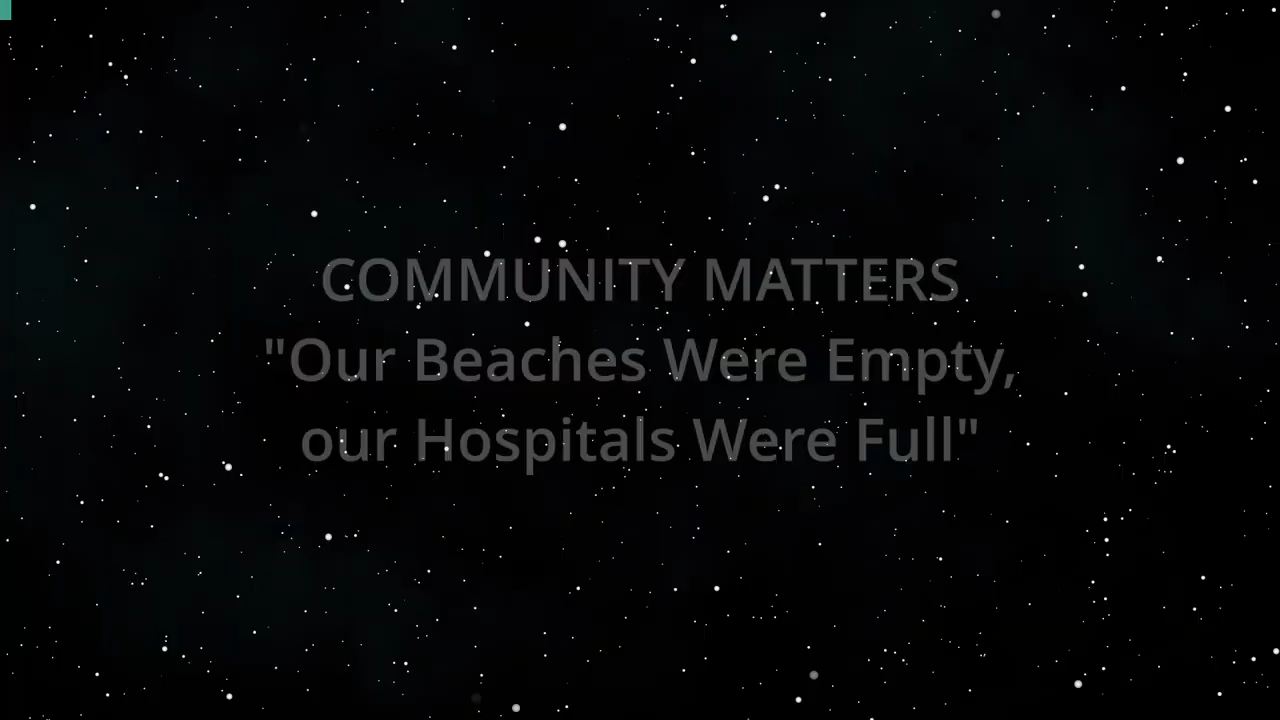 COMMUNITY MATTERS
"Our Beaches Were Empty,
our Hospitals Were Full"